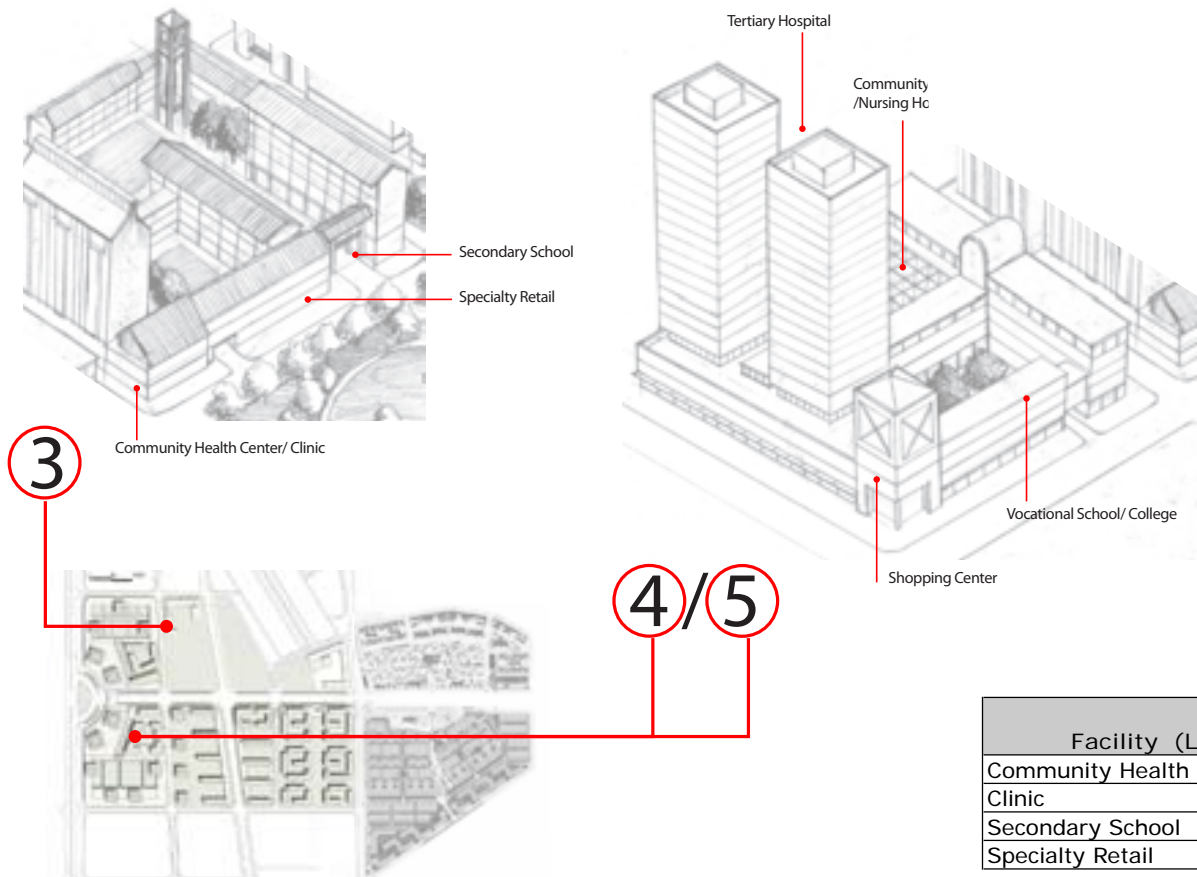 Tertiary Hospital
Community
/Nursing Ho
Secondary School
Specialty Retail
Community Health Center/ Clinic
3
Vocational School/ College
Shopping Center
4/5
Facility (L
Community Health
Clinic
Secondary School
Specialty Retail